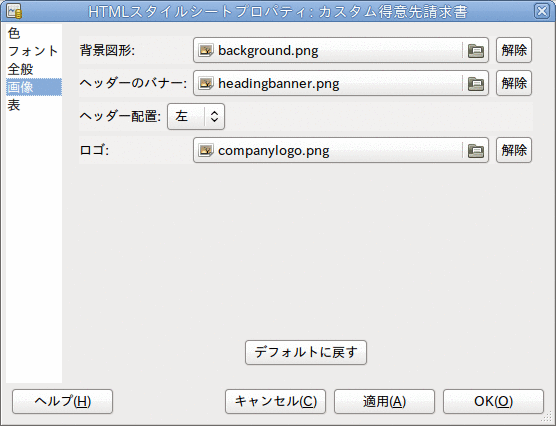 HTMLスタイルシートプロパティ: カスタム得意先請求書
色
フォント
全般
画像
表
背景図形: background.png 解除
ヘッダーのバナー: headingbanner.png 解除
ヘッダー配置: 左
ロゴ: companylogo.png 解除
デフォルトに戻す
ヘルプ(H) キャンセル(C) 適用(A) OK(O)